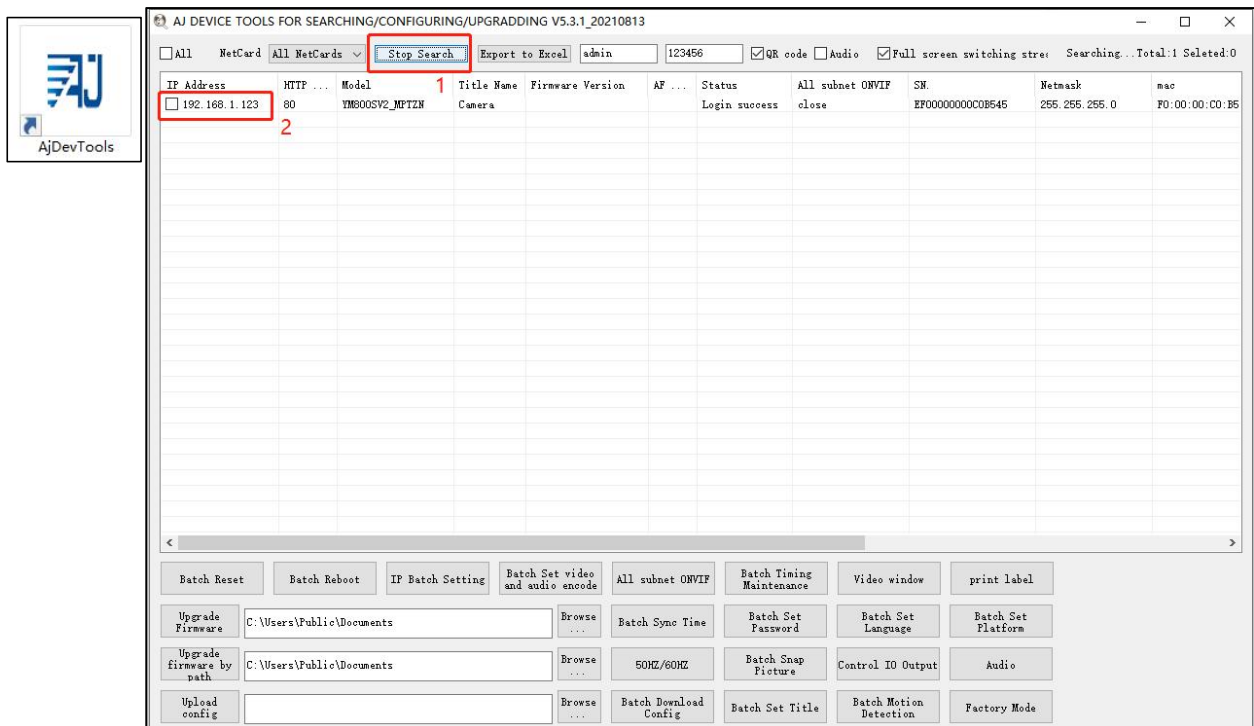 AJ
AjDevTools
AJ DEVICE TOOLS FOR SEARCHING/CONFIGURING/UPGRADDING V5.3.1_20210813
All NetCard All NetCards Stop Search Export to Excel admin 123456 QR code Audio Full screen switching stre Searching...Total:1 Seleted:0
1
IP Address HTTP ... Model Title Name Firmware Version AF ... Status All subnet ONVIF SN. Netmask mac
192.168.1.123 80 YM800SV2_MPTZN Camera Login success close EF00000000C0B545 255.255.255.0 F0:00:00:C0:B5
2
Batch Reset Batch Reboot IP Batch Setting Batch Set video and audio encode All subnet ONVIF Batch Timing Maintenance Video window print label
Upgrade Firmware C:\Users\Public\Documents Browse ... Batch Sync Time Batch Set Password Batch Set Language Batch Set Platform
Upgrade firmware by path C:\Users\Public\Documents Browse ... 50HZ/60HZ Batch Snap Picture Control IO Output Audio
Upload config Browse ... Batch Download Config Batch Set Title Batch Motion Detection Factory Mode